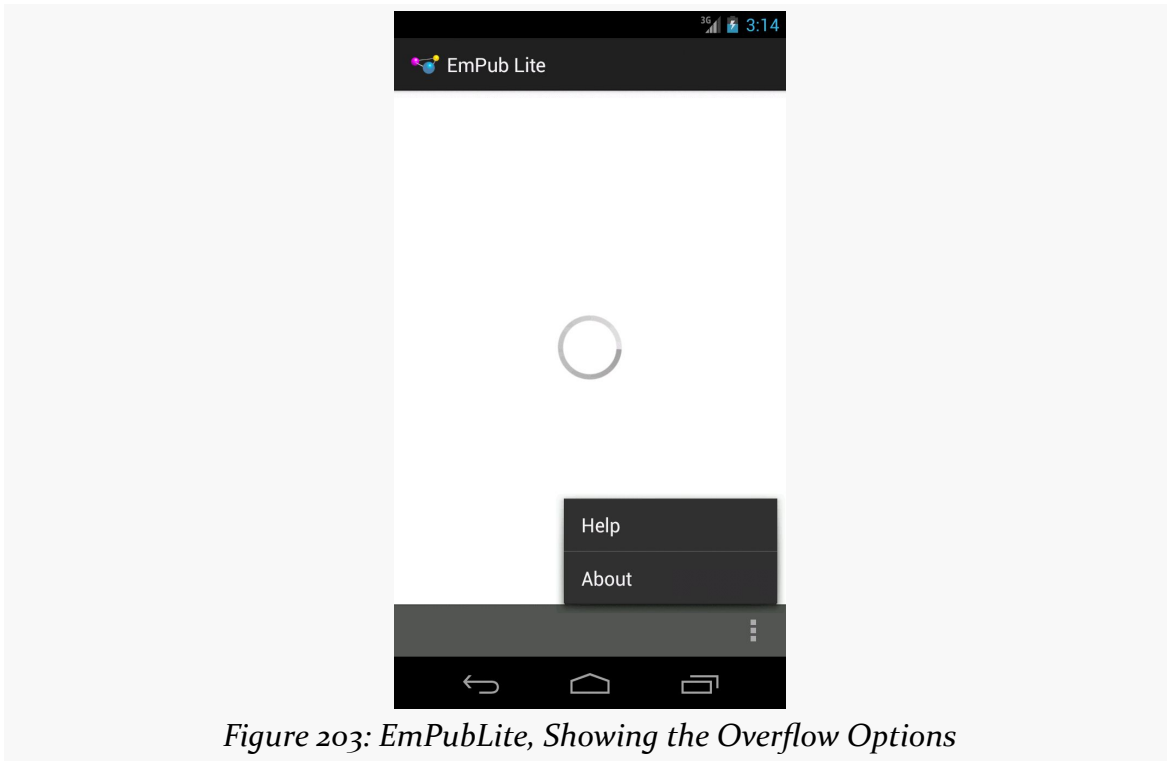 3G 3:14
EmPub Lite
Help
About
Figure 203: EmPubLite, Showing the Overflow Options